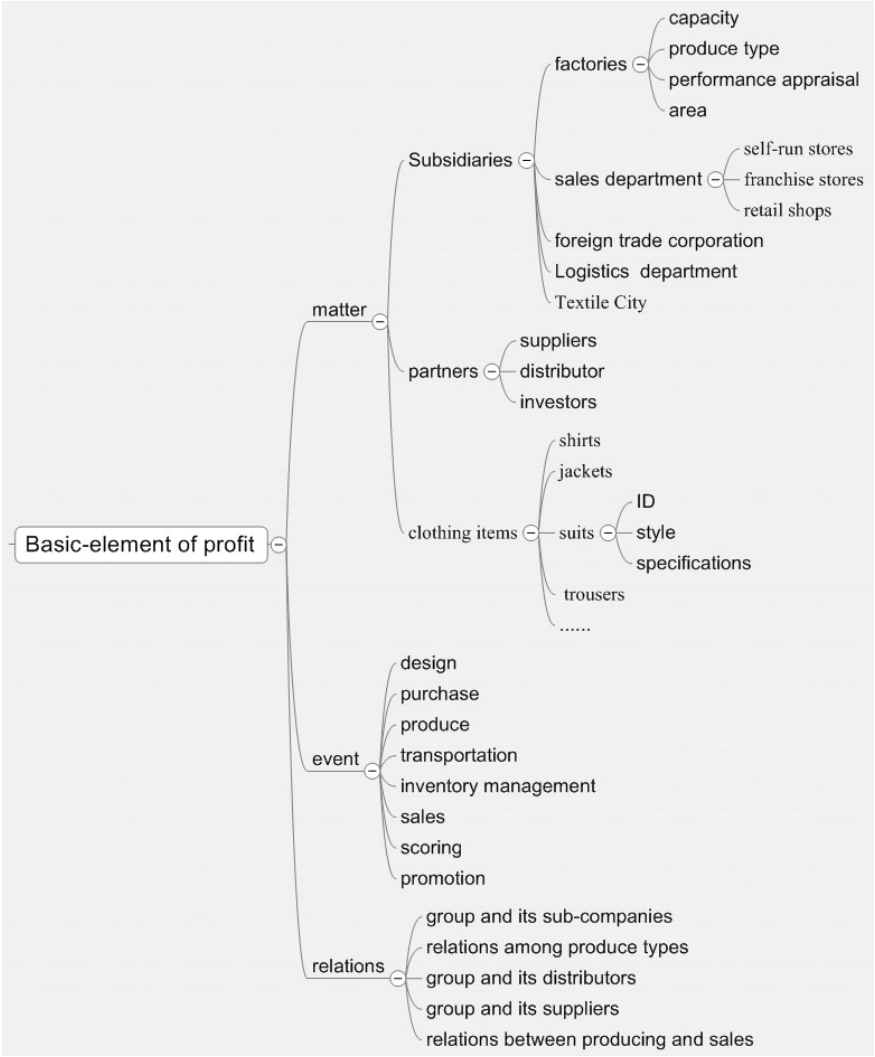 Basic-element of profit
matter
Subsidiaries
factories
capacity
produce type
performance appraisal
area
sales department
self-run stores
franchise stores
retail shops
foreign trade corporation
Logistics department
Textile City
partners
suppliers
distributor
investors
clothing items
shirts
jackets
suits
ID
style
specifications
trousers
......
event
design
purchase
produce
transportation
inventory management
sales
scoring
promotion
relations
group and its sub-companies
relations among produce types
group and its distributors
group and its suppliers
relations between producing and sales